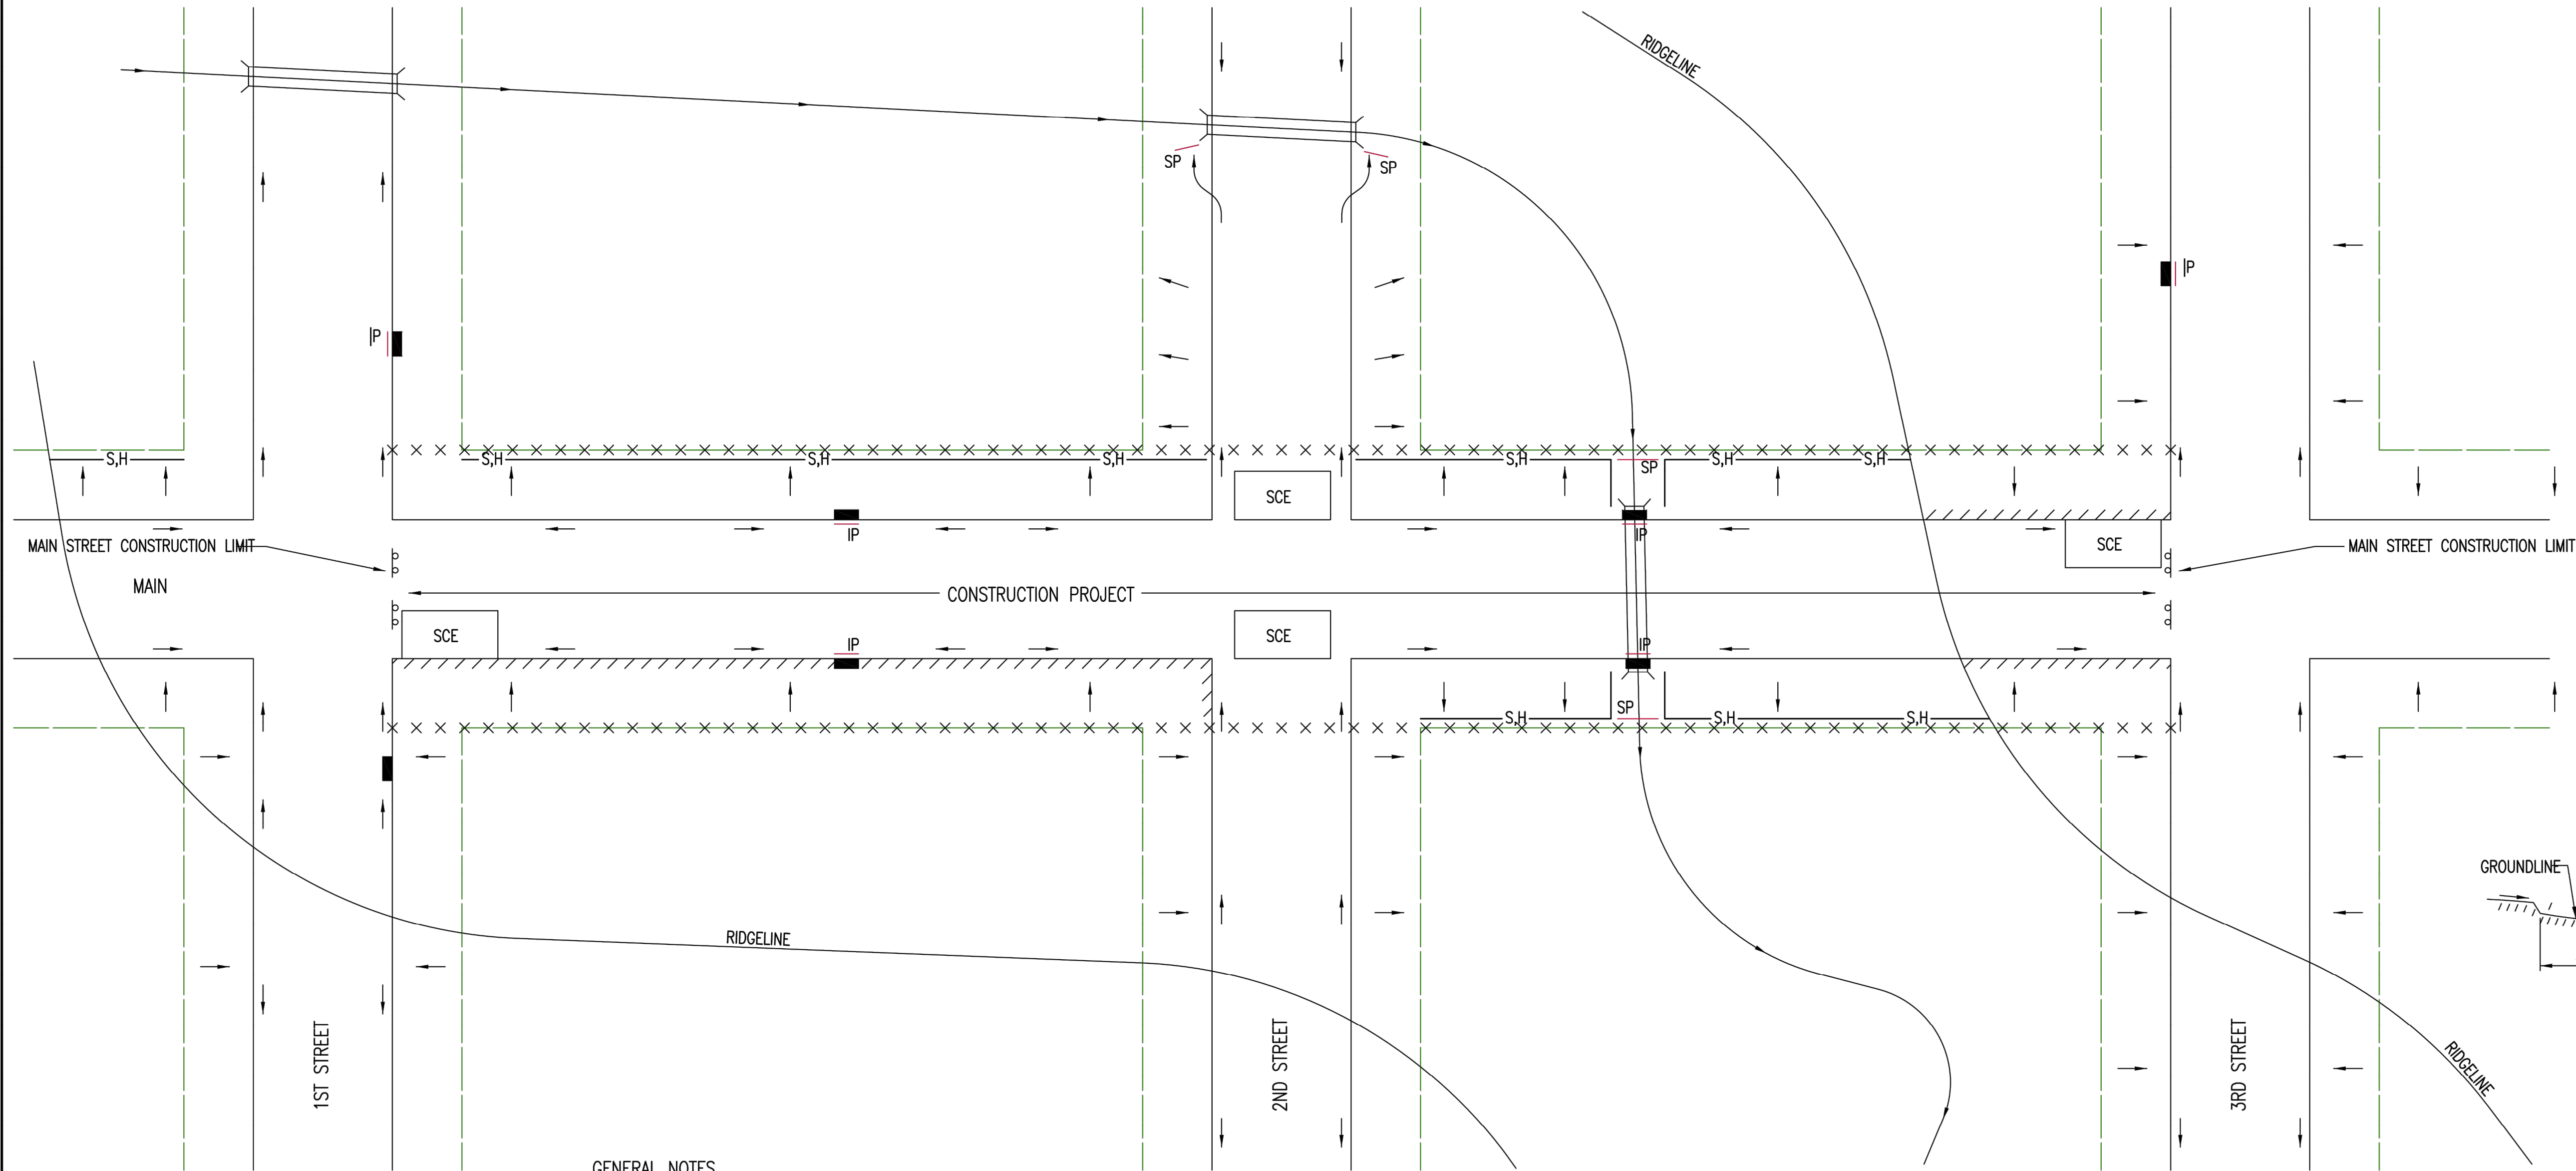 RIDGELINE
SP
SP
IP
IP
S,H
S,H
S,H
S,H
S,H
SP
S,H
S,H
SCE
IP
IP
SCE
MAIN STREET CONSTRUCTION LIMIT
MAIN STREET CONSTRUCTION LIMIT
MAIN
CONSTRUCTION PROJECT
SCE
SCE
IP
IP
SP
S,H
S,H
S,H
GROUNDLINE
RIDGELINE
1ST STREET
2ND STREET
3RD STREET
RIDGELINE
GENERAL NOTES